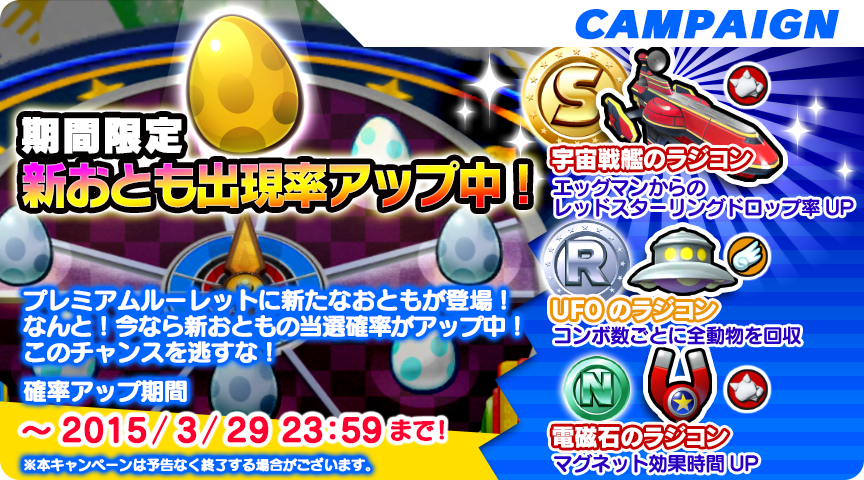 CAMPAIGN
期間限定
新おとも出現率アップ中！
プレミアムルーレットに新たなおともが登場！
なんと！今なら新おともの当選確率がアップ中！
このチャンスを逃すな！
確率アップ期間
～ 2015/3/29 23:59 まで!
※本キャンペーンは予告なく終了する場合がございます。
S
宇宙戦艦のラジコン
エッグマンからの
レッドスターリングドロップ率UP
R
UFOのラジコン
コンボ数ごとに全動物を回収
N
電磁石のラジコン
マグネット効果時間UP